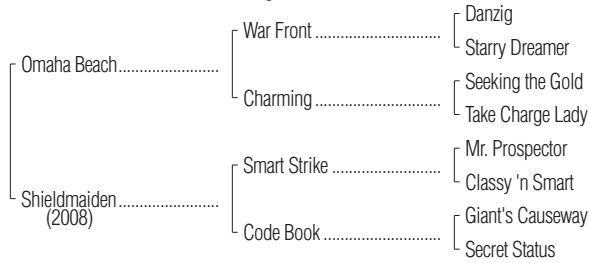 Danzig
War Front ........................
Starry Dreamer
Omaha Beach........................
Seeking the Gold
Charming ........................
Take Charge Lady
Mr. Prospector
Smart Strike ........................
Classy 'n Smart
Shieldmaiden........................
(2008)
Giant's Causeway
Code Book ........................
Secret Status